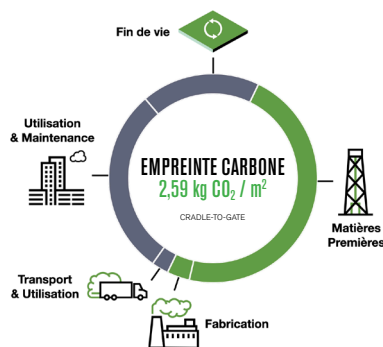 Fin de vie
Utilisation
& Maintenance
EMPREINTE CARBONE
2,59 kg CO₂ / m²
CRADLE-TO-GATE
Matières
Premières
Transport
& Utilisation
Fabrication